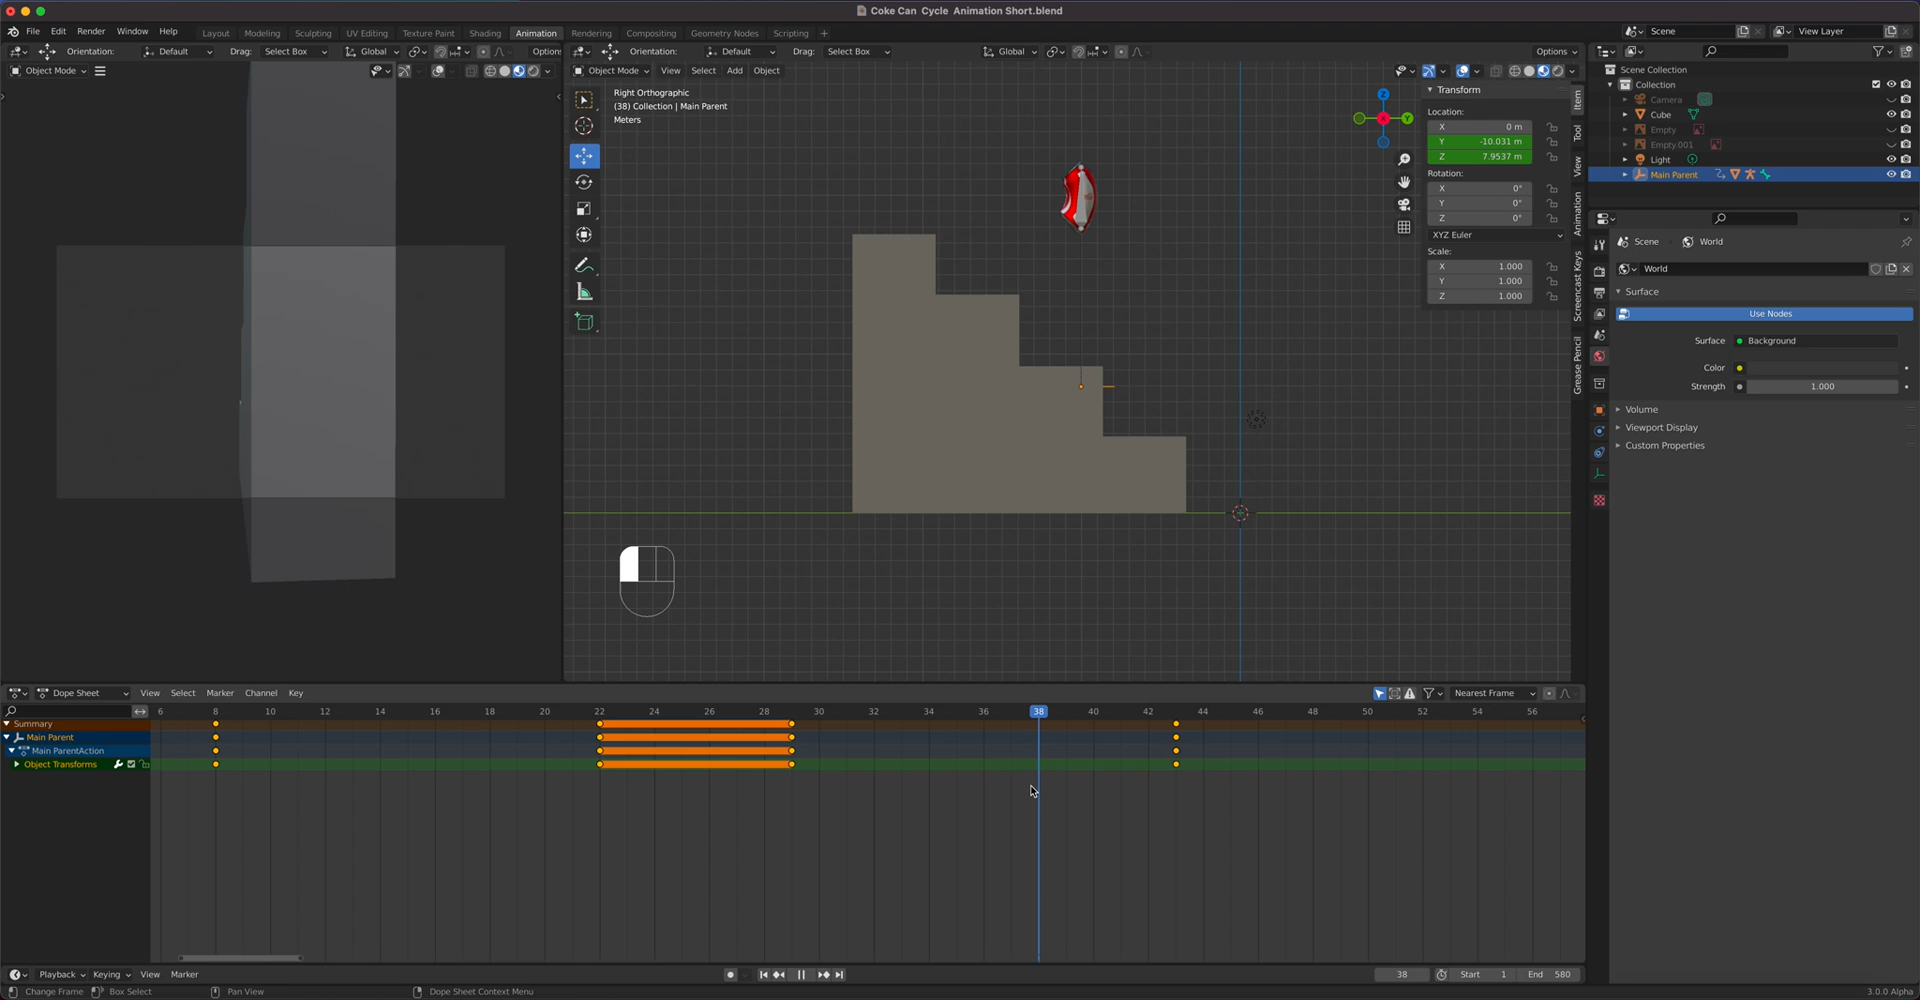 Coke Can  Cycle  Animation Short.blend
File Edit Render Window Help Layout Modeling Sculpting UV Editing Texture Paint Shading Animation Rendering Compositing Geometry Nodes Scripting + Scene View Layer
Orientation: Default Drag: Select Box Global Options
Orientation: Default Drag: Select Box Global Options
Object Mode
Object Mode View Select Add Object
Right Orthographic
(38) Collection | Main Parent
Meters
Z
Y
X
Transform
Location:
X 0 m
Y -10.031 m
Z 7.9537 m
Rotation:
X 0°
Y 0°
Z 0°
XYZ Euler
Scale:
X 1.000
Y 1.000
Z 1.000
Item
Tool
View
Animation
Screencast Keys
Grease Pencil
Scene Collection
Collection
Camera
Cube
Empty
Empty.001
Light
Main Parent
Scene World
World
Surface
Use Nodes
Surface Background
Color
Strength 1.000
Volume
Viewport Display
Custom Properties
Dope Sheet View Select Marker Channel Key Nearest Frame
6 8 10 12 14 16 18 20 22 24 26 28 30 32 34 36 38 40 42 44 46 48 50 52 54 56
Summary
Main Parent
Main ParentAction
Object Transforms
Playback Keying View Marker 38 Start 1 End 580
Change Frame Box Select Pan View Dope Sheet Context Menu 3.0.0 Alpha